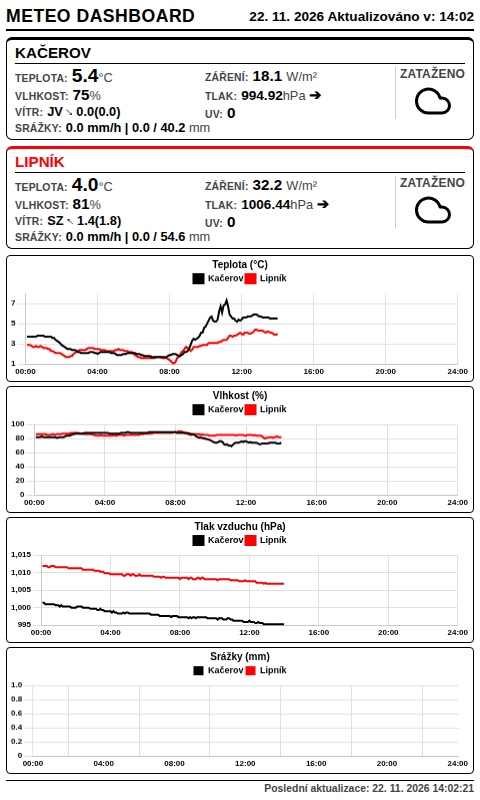 METEO DASHBOARD 22. 11. 2026 Aktualizováno v: 14:02
KAČEROV
TEPLOTA: 5.4°C
VLHKOST: 75%
VÍTR: JV ↘ 0.0(0.0)
SRÁŽKY: 0.0 mm/h | 0.0 / 40.2 mm
ZÁŘENÍ: 18.1 W/m²
TLAK: 994.92hPa ➔
UV: 0
ZATAŽENO
LIPNÍK
TEPLOTA: 4.0°C
VLHKOST: 81%
VÍTR: SZ ↖ 1.4(1.8)
SRÁŽKY: 0.0 mm/h | 0.0 / 54.6 mm
ZÁŘENÍ: 32.2 W/m²
TLAK: 1006.44hPa ➔
UV: 0
ZATAŽENO
Teplota (°C)
Kačerov Lipník
7
5
3
1
00:00 04:00 08:00 12:00 16:00 20:00 24:00
Vlhkost (%)
Kačerov Lipník
100
80
60
40
20
0
00:00 04:00 08:00 12:00 16:00 20:00 24:00
Tlak vzduchu (hPa)
Kačerov Lipník
1,015
1,010
1,005
1,000
995
00:00 04:00 08:00 12:00 16:00 20:00 24:00
Srážky (mm)
Kačerov Lipník
1.0
0.8
0.6
0.4
0.2
0
00:00 04:00 08:00 12:00 16:00 20:00 24:00
Poslední aktualizace: 22. 11. 2026 14:02:21